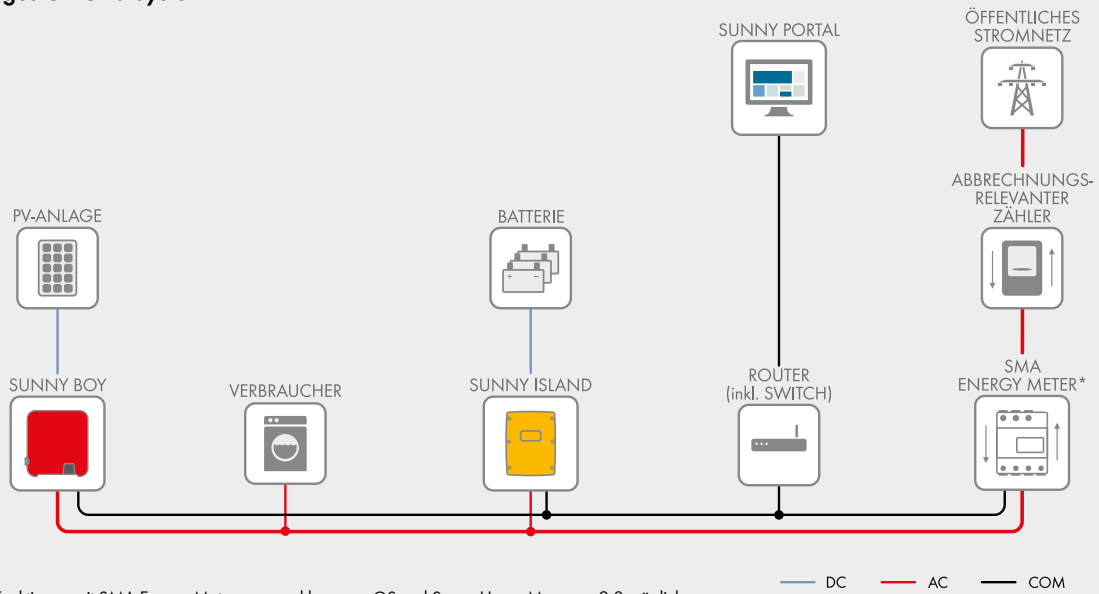 SUNNY PORTAL
ÖFFENTLICHES
STROMNETZ
ABBRECHNUNGS-
RELEVANTER
ZÄHLER
PV-ANLAGE
BATTERIE
SUNNY BOY
VERBRAUCHER
SUNNY ISLAND
ROUTER
(inkl. SWITCH)
SMA
ENERGY METER*
DC
AC
COM